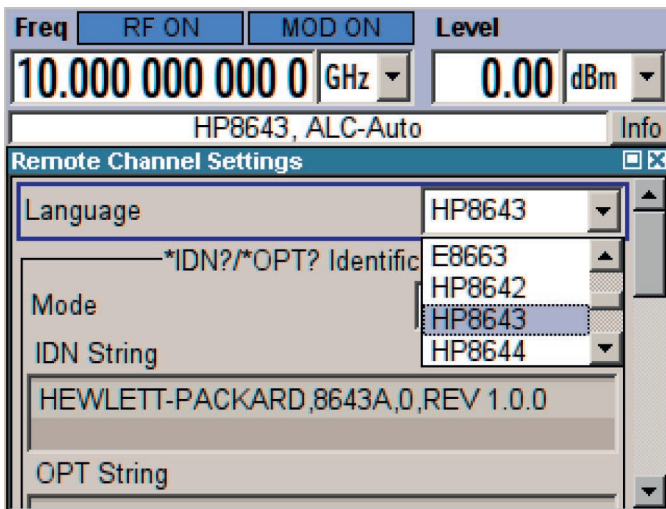 Freq RF ON MOD ON Level
10.000 000 000 0 GHz 0.00 dBm
HP8643, ALC-Auto Info
Remote Channel Settings
Language HP8643
*IDN?/*OPT? Identific E8663
HP8642
Mode HP8643
IDN String HP8644
HEWLETT-PACKARD,8643A,0,REV 1.0.0
OPT String